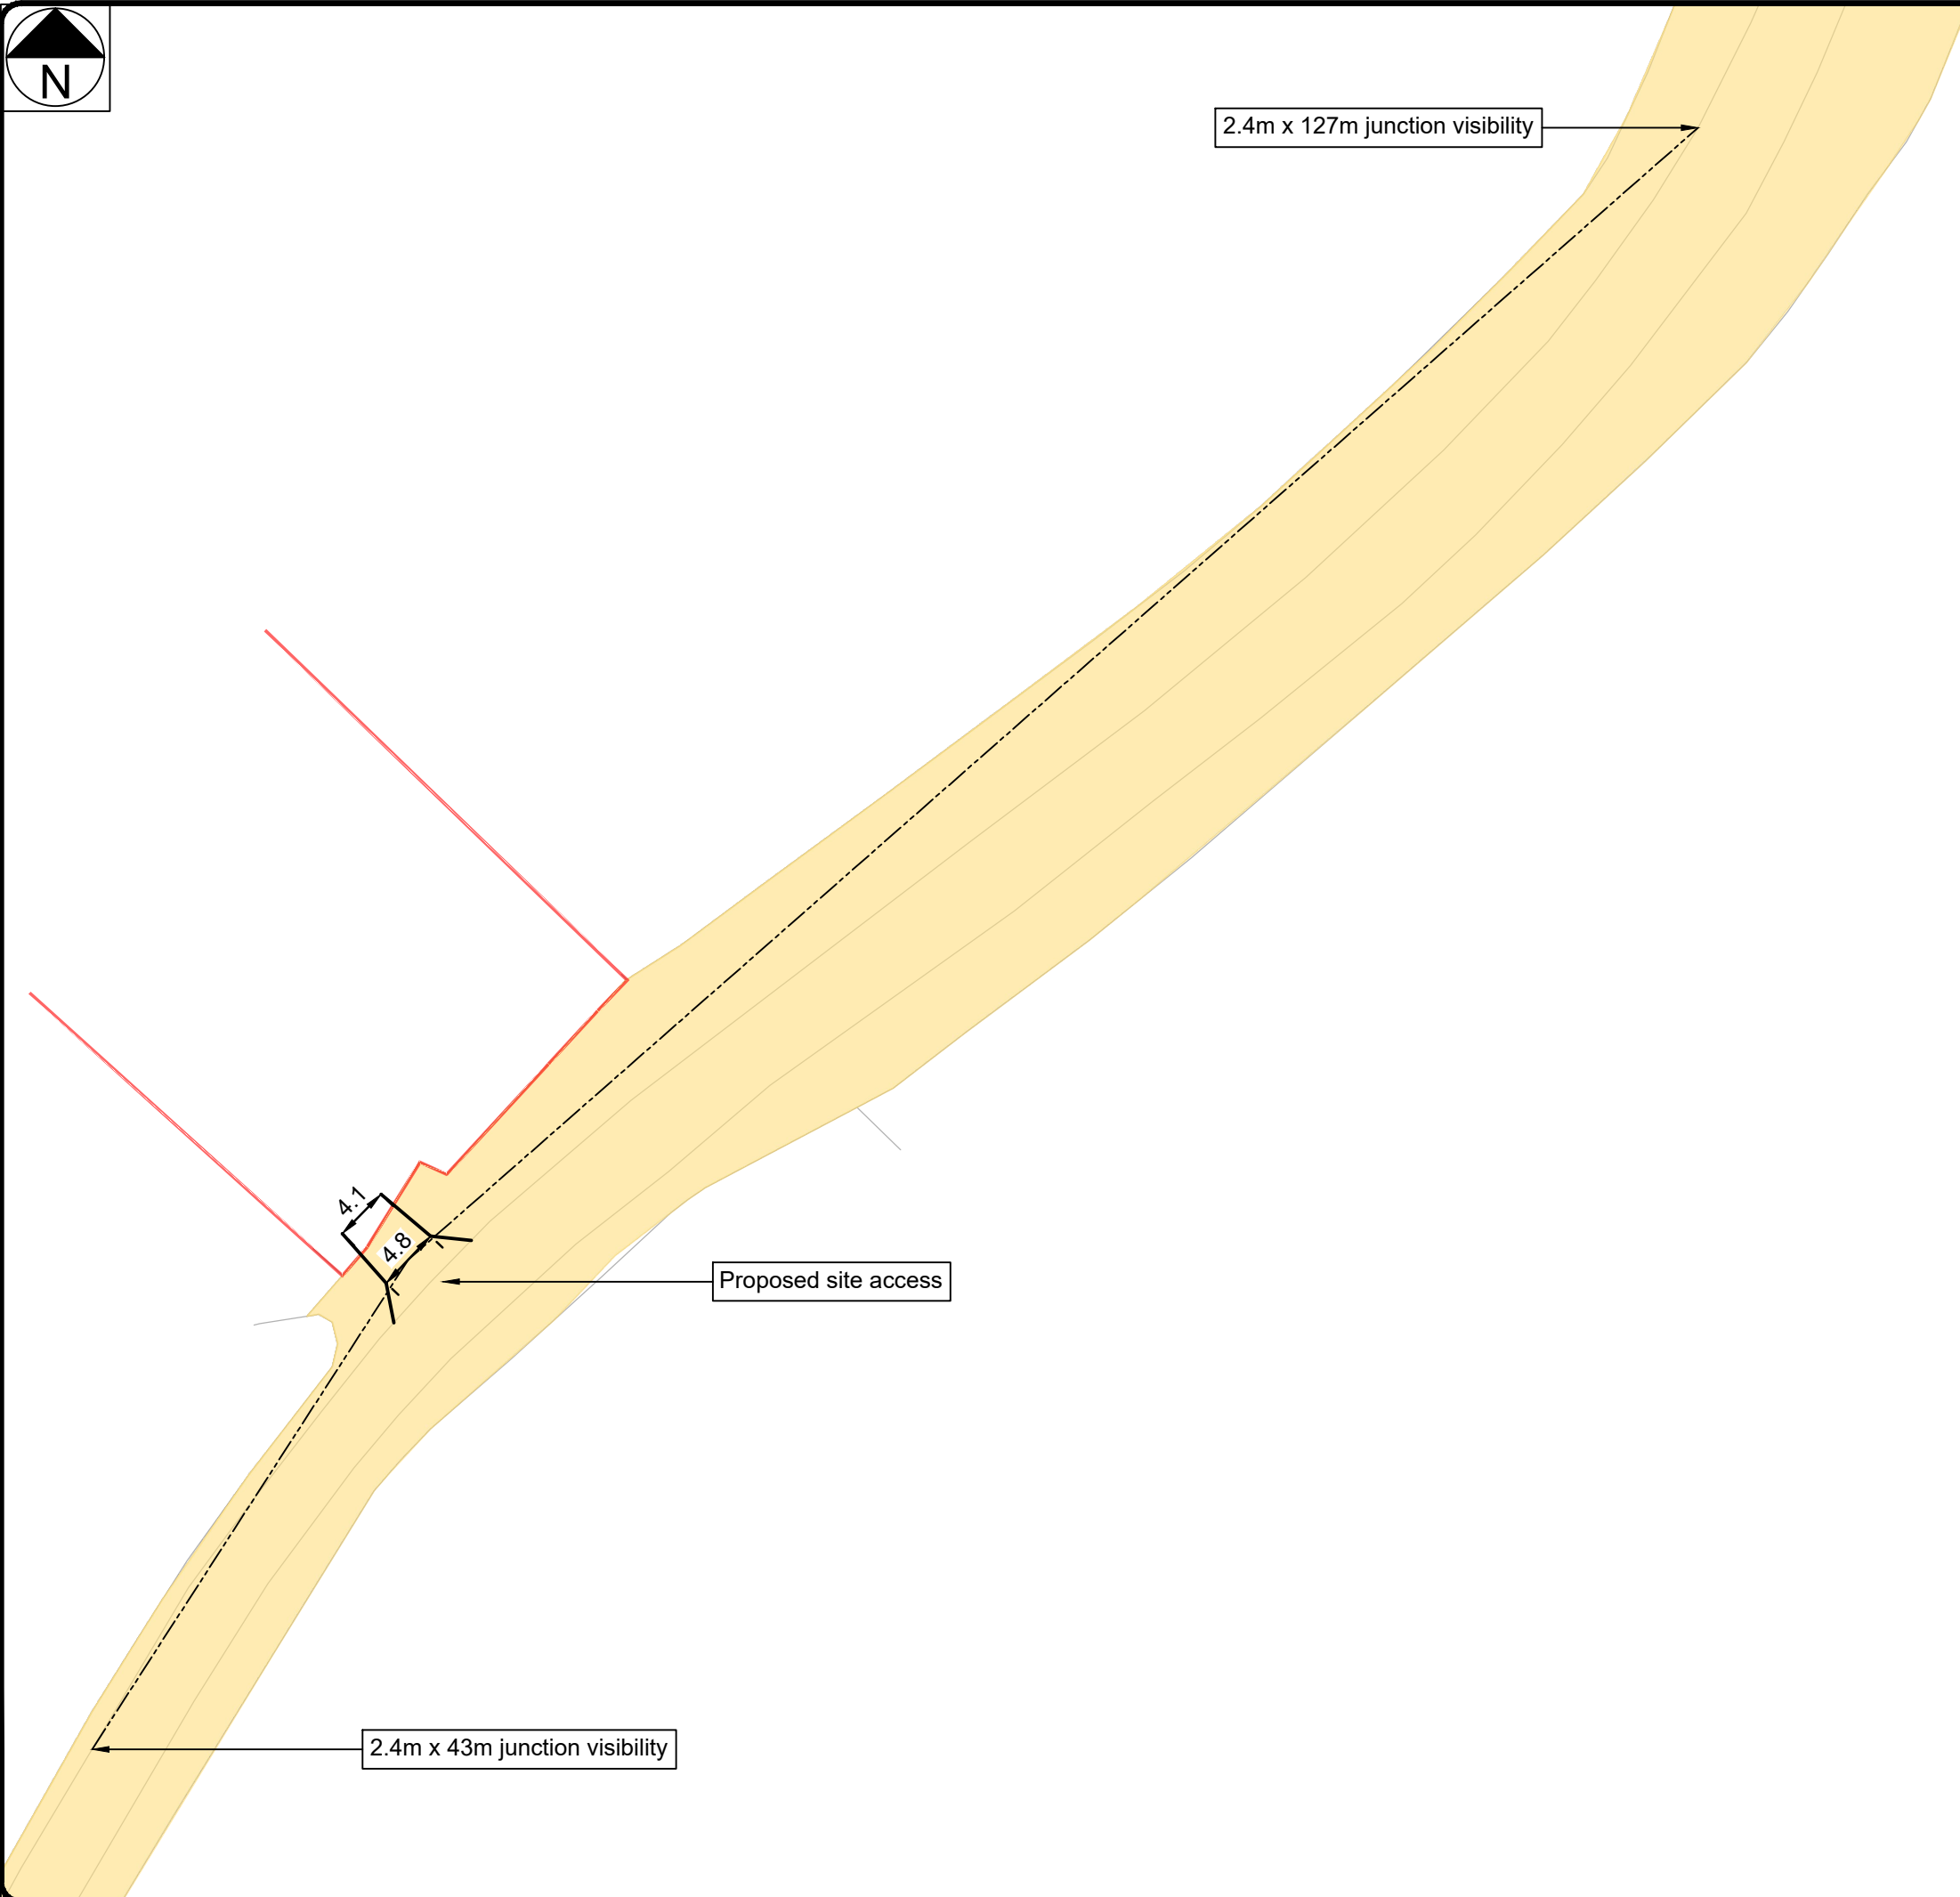 N
2.4m x 127m junction visibility
4.1
4.8
Proposed site access
2.4m x 43m junction visibility